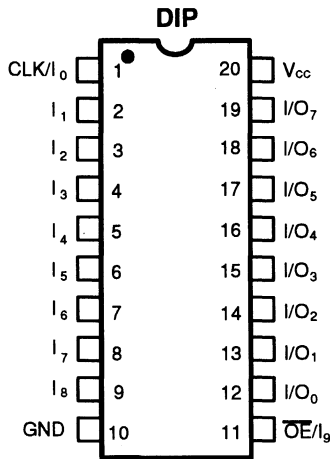 DIP
CLK/I₀ 1 20 Vcc
I₁ 2 19 I/O₇
I₂ 3 18 I/O₆
I₃ 4 17 I/O₅
I₄ 5 16 I/O₄
I₅ 6 15 I/O₃
I₆ 7 14 I/O₂
I₇ 8 13 I/O₁
I₈ 9 12 I/O₀
GND 10 11 O̅E̅/I₉